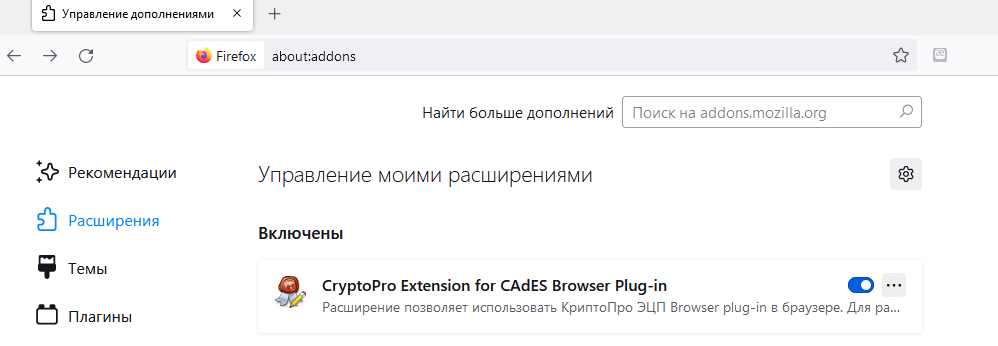 Управление дополнениями
Firefox about:addons
Найти больше дополнений Поиск на addons.mozilla.org
Рекомендации
Управление моими расширениями
Расширения
Включены
Темы
CryptoPro Extension for CAdES Browser Plug-in
Расширение позволяет использовать КриптоПро ЭЦП Browser plug-in в браузере. Для ра...
Плагины